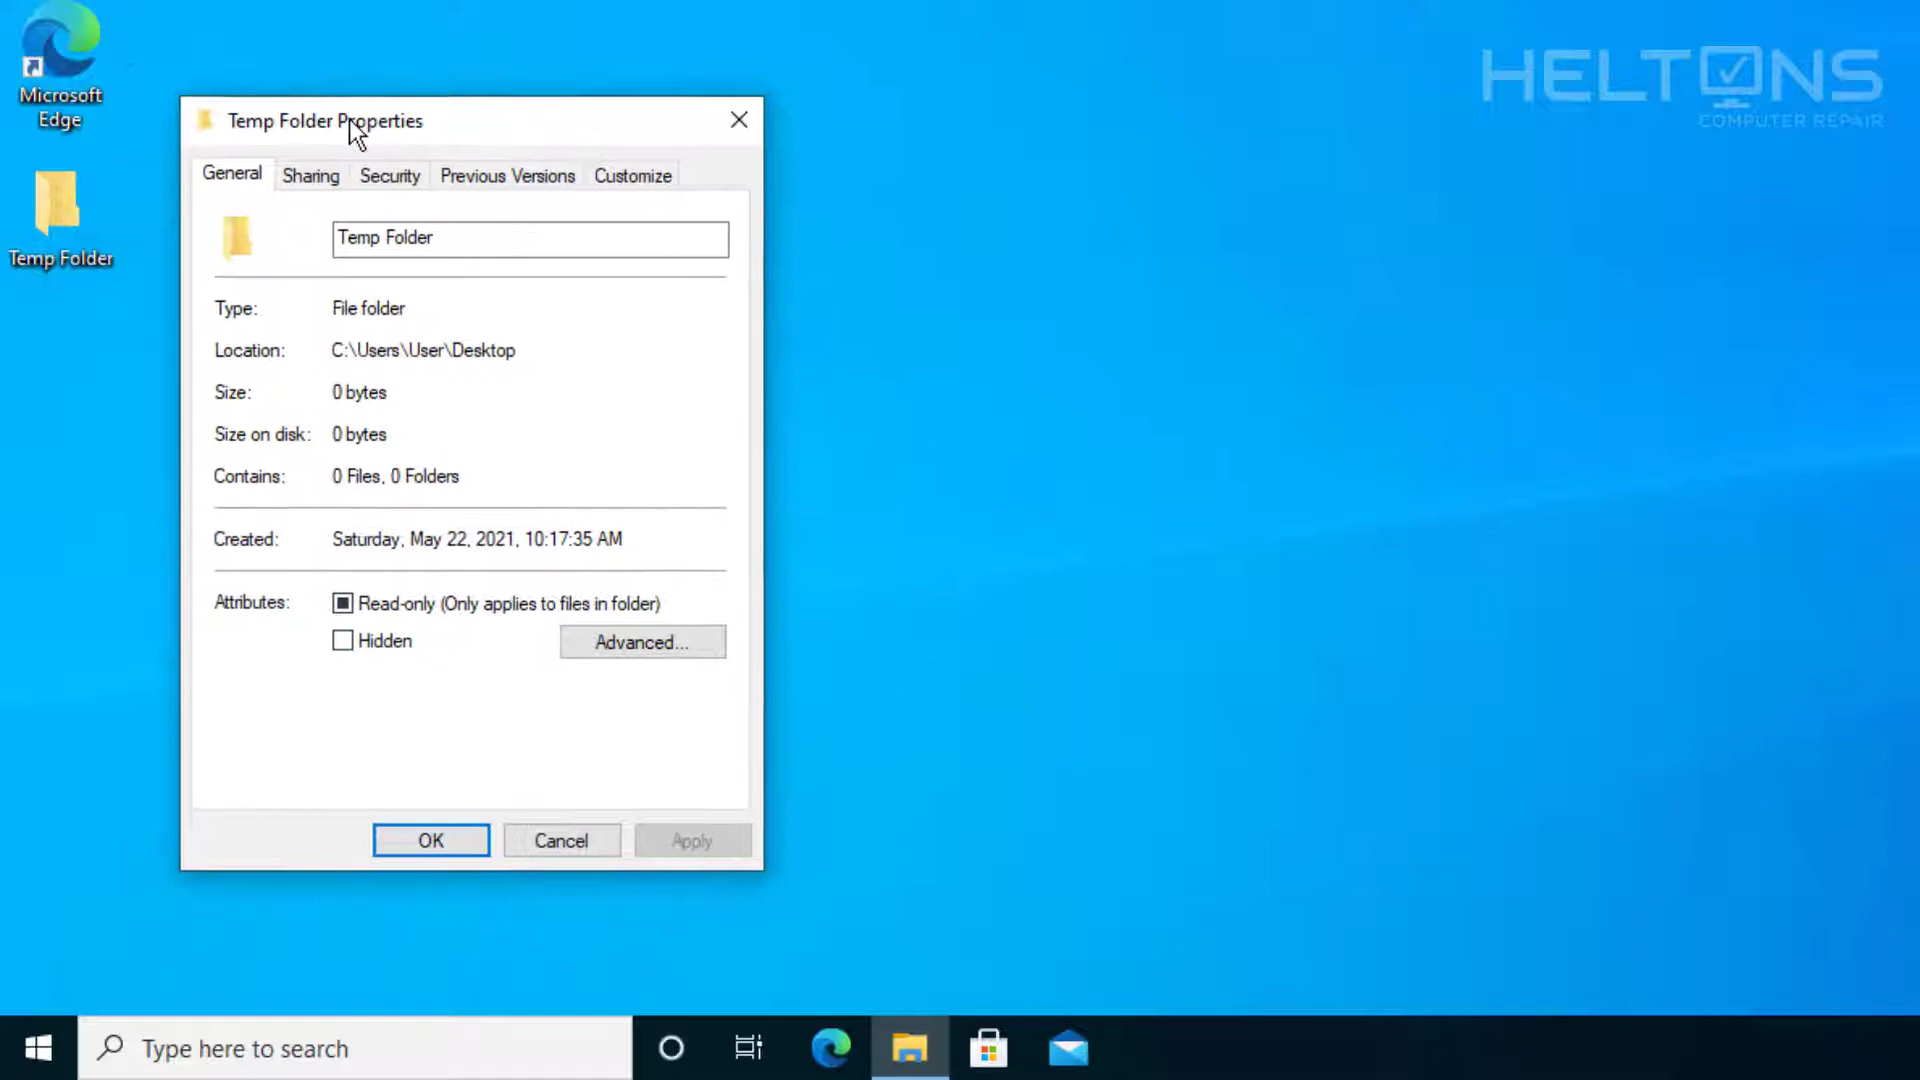 Microsoft
Edge
Temp Folder
HELTONS
COMPUTER REPAIR
Temp Folder Properties
General
Sharing
Security
Previous Versions
Customize
Temp Folder
Type: File folder
Location: C:\Users\User\Desktop
Size: 0 bytes
Size on disk: 0 bytes
Contains: 0 Files, 0 Folders
Created: Saturday, May 22, 2021, 10:17:35 AM
Attributes: Read-only (Only applies to files in folder)
Hidden
Advanced...
OK
Cancel
Apply
Type here to search